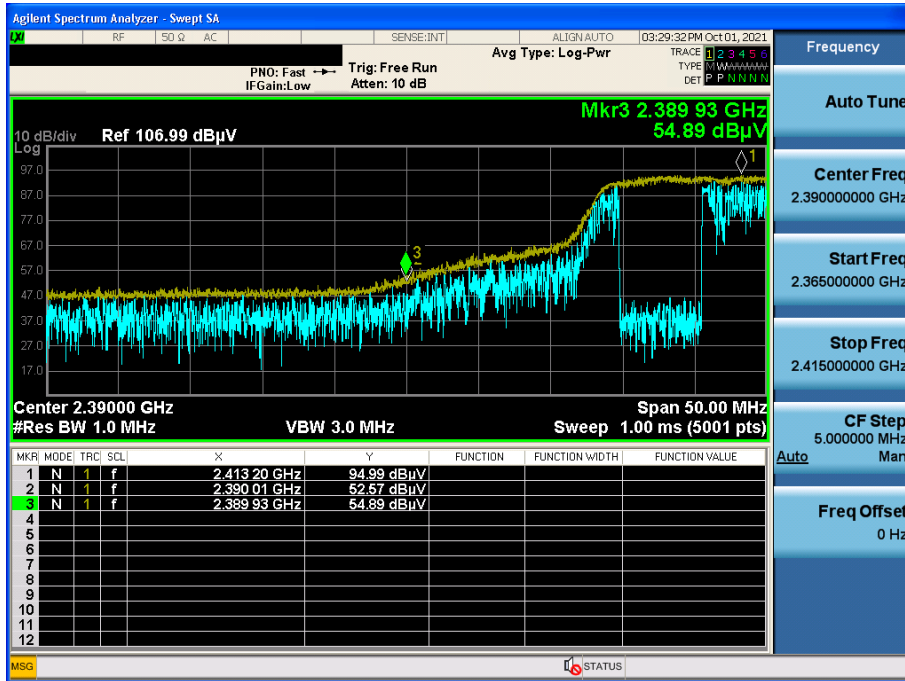 Agilent Spectrum Analyzer - Swept SA
LXI RF 50 Ω AC SENSE:INT ALIGN AUTO 03:29:32 PM Oct 01, 2021
Avg Type: Log-Pwr TRACE 1 2 3 4 5 6
PNO: Fast Trig: Free Run TYPE M W W W W W
IFGain:Low Atten: 10 dB DET P P N N N N
Mkr3 2.389 93 GHz
10 dB/div Ref 106.99 dBµV 54.89 dBµV
Log
1
97.0
87.0
77.0
67.0
3
57.0
47.0
37.0
27.0
17.0
Center 2.39000 GHz Span 50.00 MHz
#Res BW 1.0 MHz VBW 3.0 MHz Sweep 1.00 ms (5001 pts)
MKR MODE TRC SCL X Y FUNCTION FUNCTION WIDTH FUNCTION VALUE
1 N 1 f 2.413 20 GHz 94.99 dBµV
2 N 1 f 2.390 01 GHz 52.57 dBµV
3 N 1 f 2.389 93 GHz 54.89 dBµV
4
5
6
7
8
9
10
11
12
MSG STATUS
Frequency
Auto Tune
Center Freq
2.390000000 GHz
Start Freq
2.365000000 GHz
Stop Freq
2.415000000 GHz
CF Step
5.000000 MHz
Auto Man
Freq Offset
0 Hz